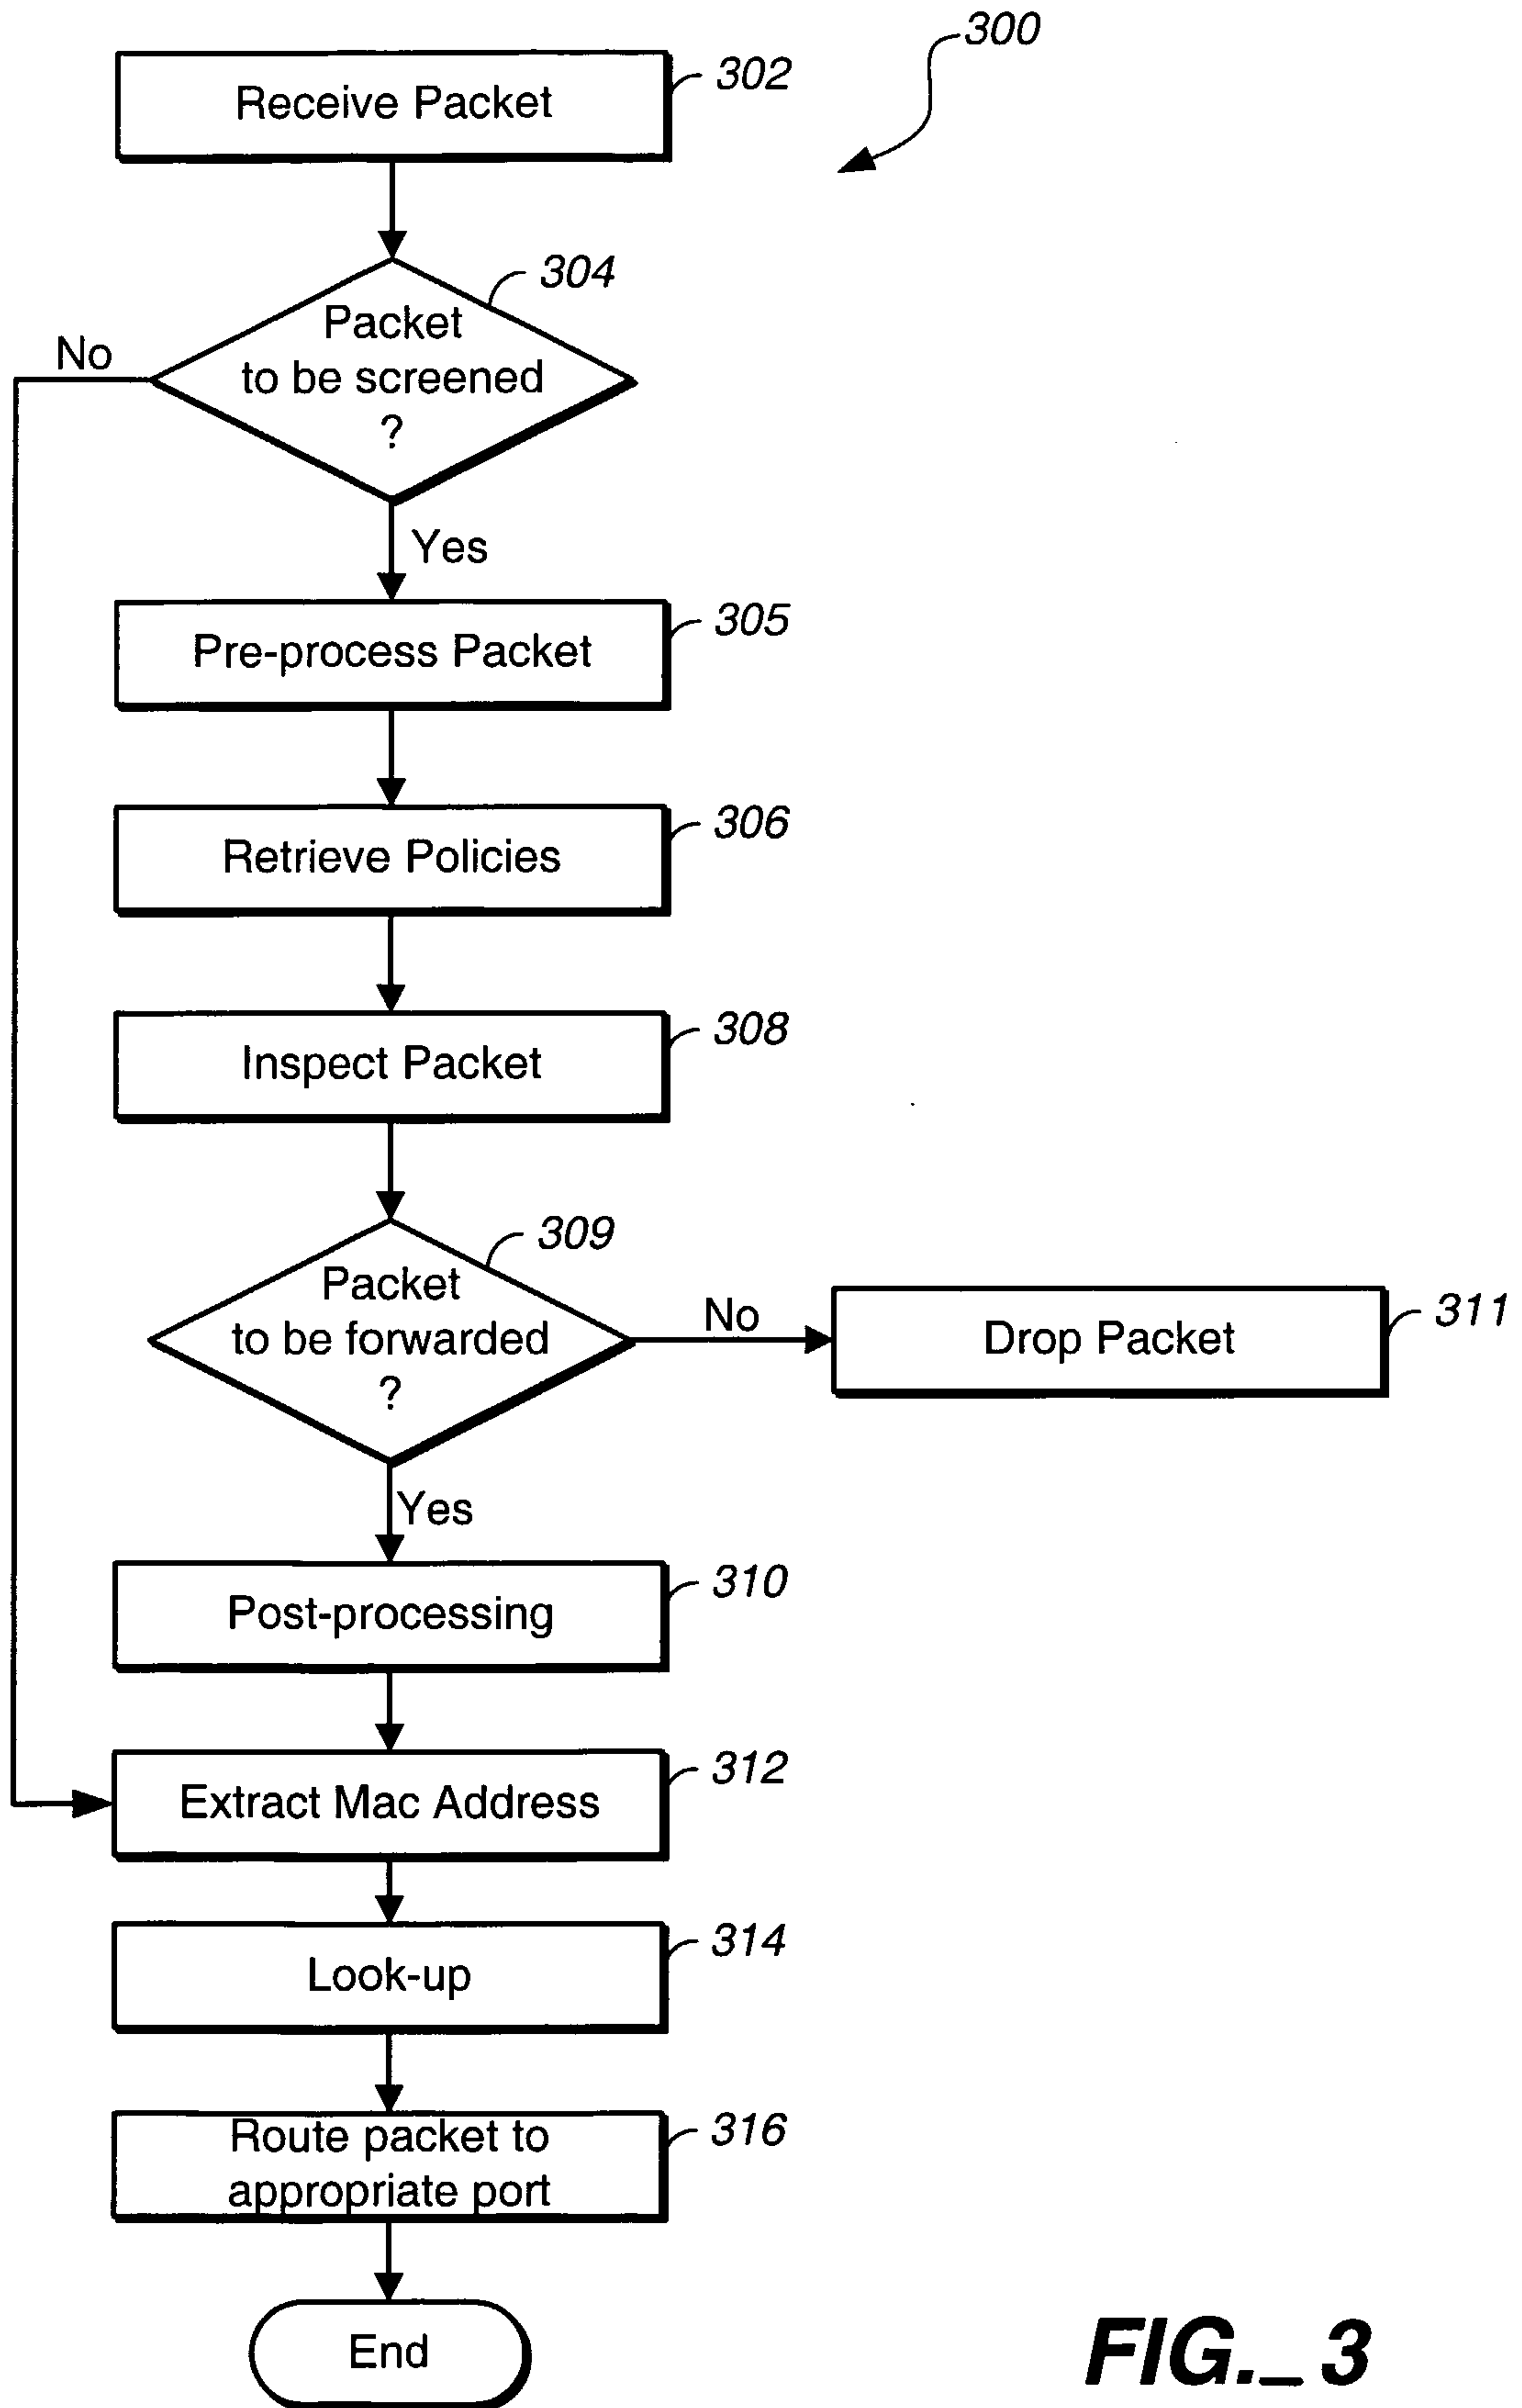 300
Receive Packet
302
304
Packet
to be screened
?
No
Yes
Pre-process Packet
305
Retrieve Policies
306
Inspect Packet
308
309
Packet
to be forwarded
?
No
Drop Packet
311
Yes
Post-processing
310
Extract Mac Address
312
Look-up
314
Route packet to
appropriate port
316
End
FIG._3